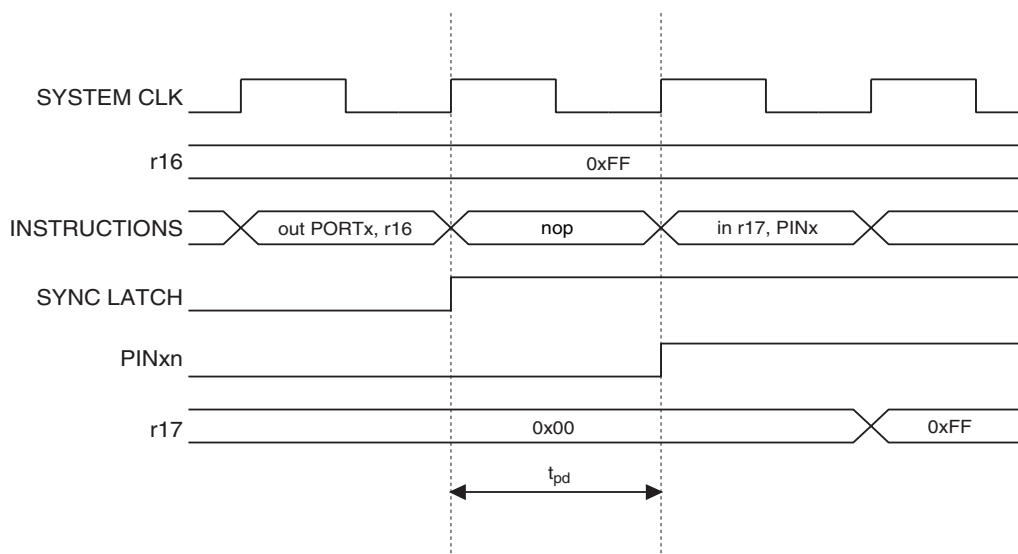 SYSTEM CLK
r16
0xFF
INSTRUCTIONS
out PORTx, r16
nop
in r17, PINx
SYNC LATCH
PINxn
r17
0x00
0xFF
tpd